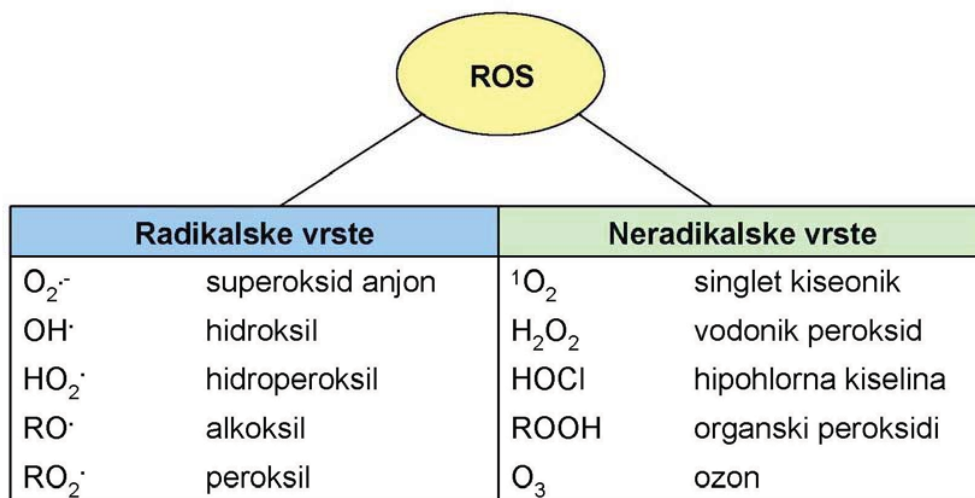 ROS
Radikalske vrste Neradikalske vrste
O₂·⁻ superoksid anjon ¹O₂ singlet kiseonik
OH· hidroksil H₂O₂ vodonik peroksid
HO₂· hidroperoksil HOCl hipohlorna kiselina
RO· alkoksil ROOH organski peroksidi
RO₂· peroksil O₃ ozon